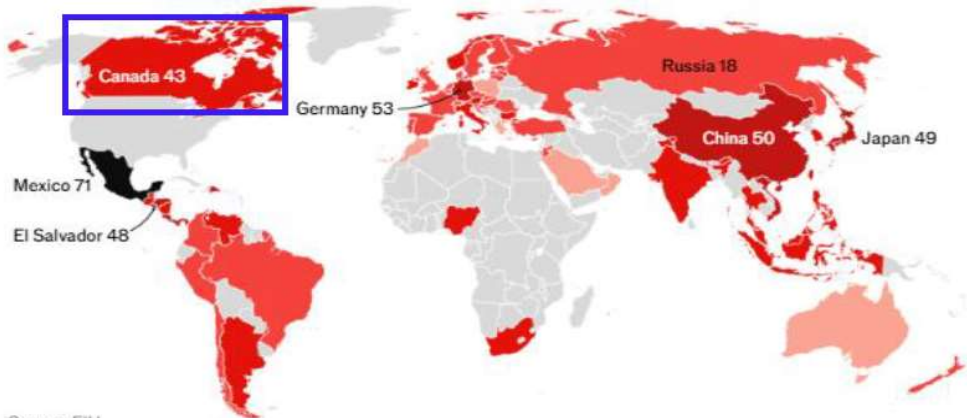 Canada 43
Russia 18
Germany 53
China 50
Japan 49
Mexico 71
El Salvador 48